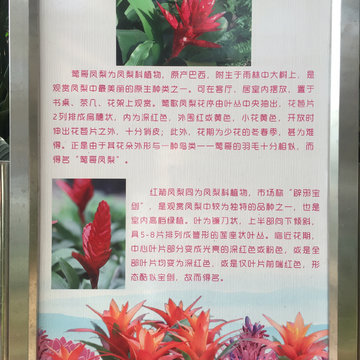 莺哥凤梨为凤梨科植物，原产巴西，附生于雨林中大树上，是
观赏凤梨中最美丽的原生种类之一。可在客厅、居室内摆放，置于
书桌、茶几、花架上观赏。莺歌凤梨花序由叶丛中央抽出，花苞片
2列排成扁穗状，内为深红色，外围红或黄色，小花黄色，开放时
伸出花苞片之外，十分俏皮；此外，花期为少花的冬春季，甚为难
得。正是由于其花朵外形与一种鸟类——莺哥的羽毛十分相似，而
得名“莺哥凤梨”。
红箭凤梨同为凤梨科植物，市场称“辟邪宝
剑”，是观赏凤梨中较为独特的品种之一，也是
室内高档绿植。叶为镰刀状，上半部向下倾斜，
具5-8片排列成管形的莲座状叶丛。临近花期，
中心叶片部分变成光亮的深红色或粉色，或是全
部叶片均变为深红色，或是仅叶片前端红色，形
态酷似宝剑，故而得名。